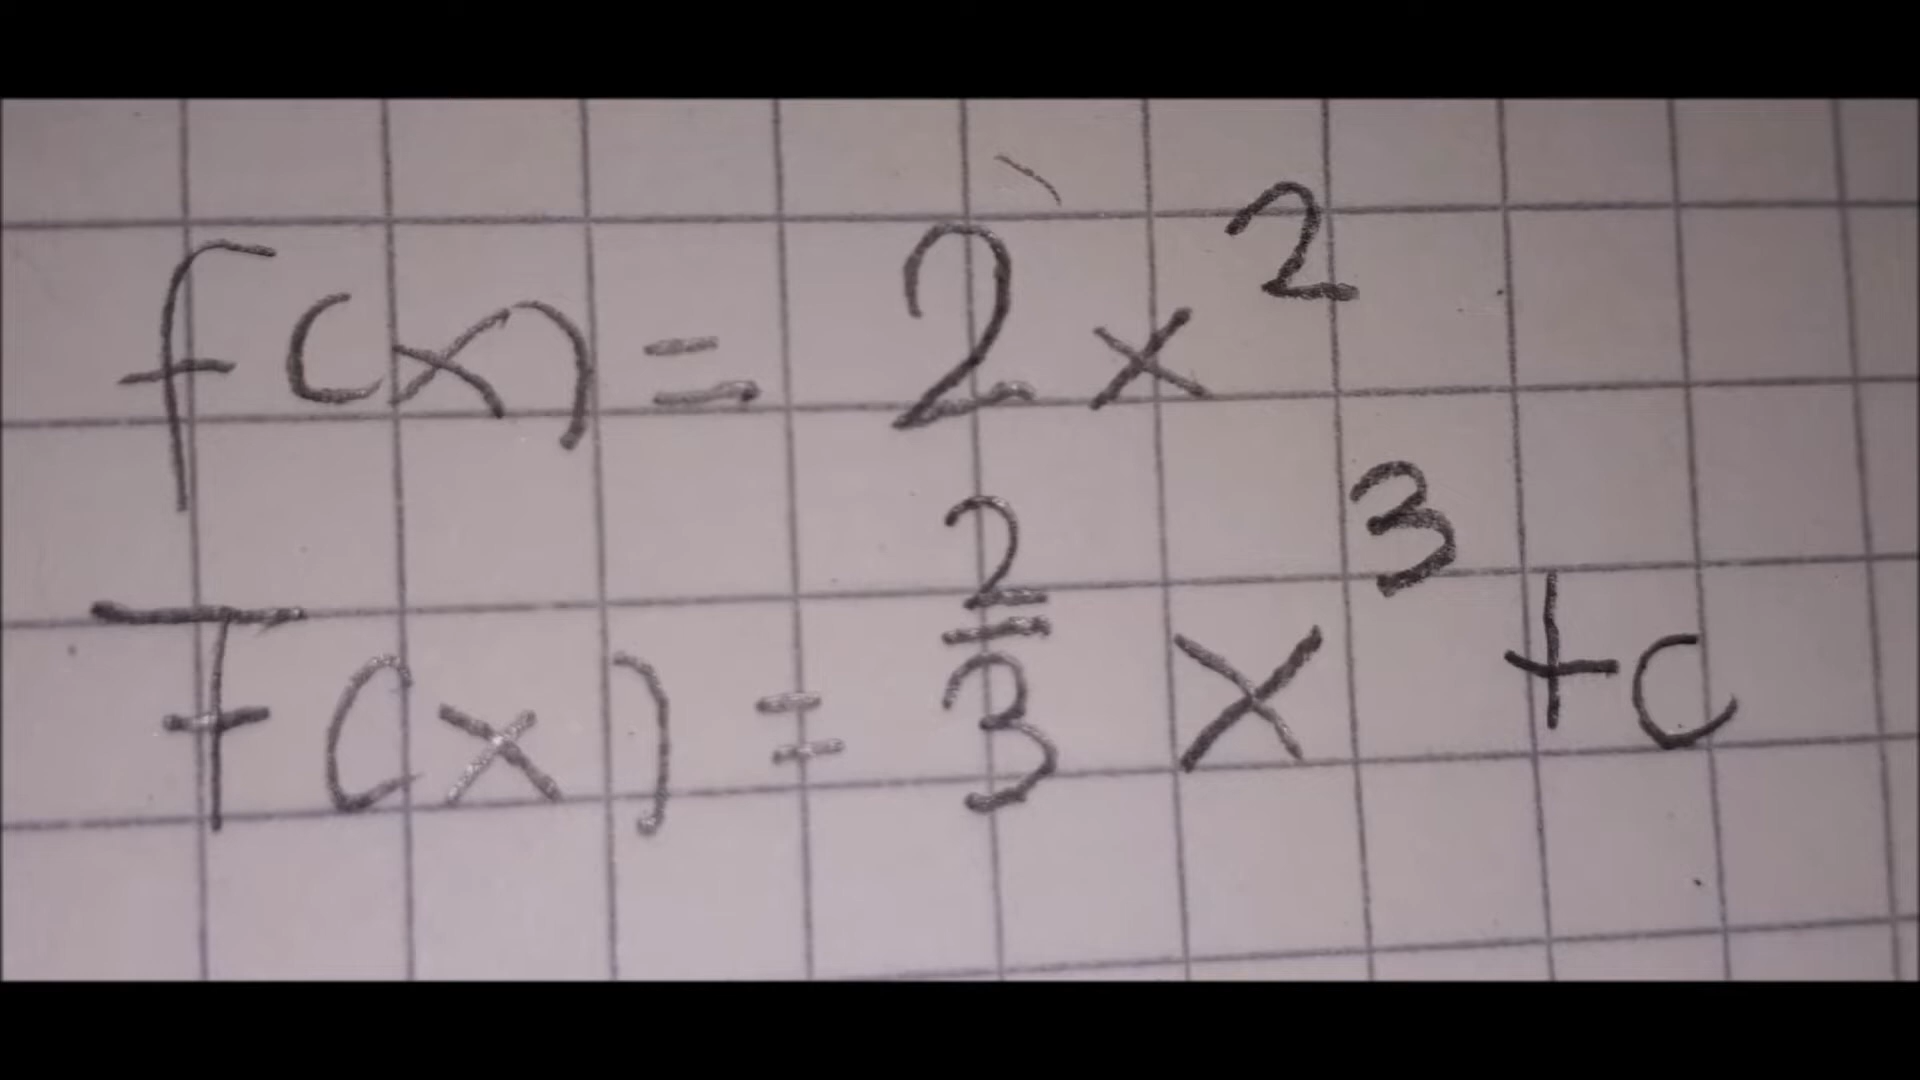 f(x) = 2x²
F(x) = 2/3 x³ + c